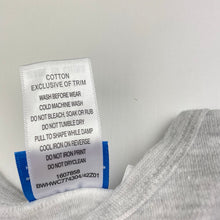 COTTON
EXCLUSIVE OF TRIM
WASH BEFORE WEAR
COLD MACHINE WASH
DO NOT BLEACH, SOAK OR RUB
DO NOT TUMBLE DRY
PULL TO SHAPE WHILE DAMP
COOL IRON ON REVERSE
DO NOT IRON PRINT
DO NOT DRYCLEAN
1607858